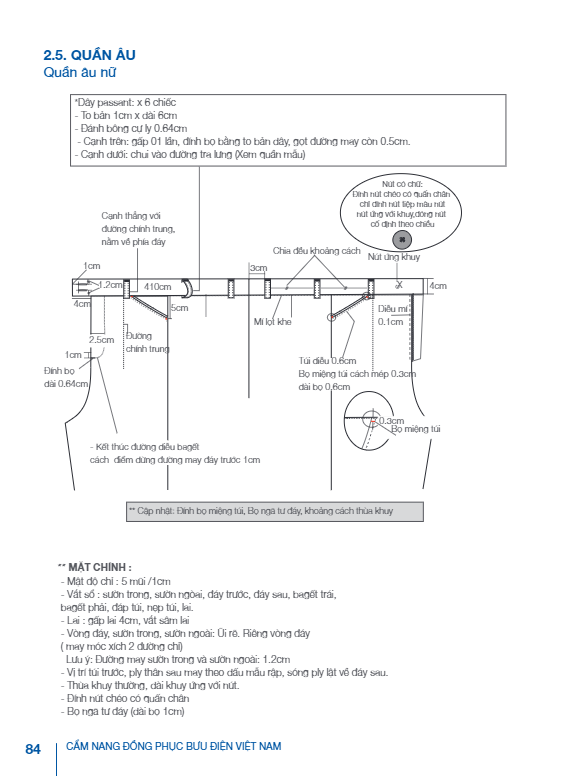 2.5. QUẦN ÂU
Quần âu nữ
*Dây passant: x 6 chiếc
- To bản 1cm x dài 6cm
- Đánh bông cự ly 0.64cm
- Cạnh trên: gấp 01 lần, đính bọ bằng to bản dây, gọt đường may còn 0.5cm.
- Cạnh dưới: chui vào đường tra lưng (Xem quần mẫu)
Nút có chữ:
Đính nút chéo có quấn chân
chỉ đính nút tiệp màu nút
nút ứng với khuy,đóng nút
cố định theo chiều
Nút ứng khuy
Cạnh thẳng với
đường chính trung,
nằm về phía đáy
Chia đều khoảng cách
1cm
3cm
1.2cm
410cm
X
4cm
4cm
5cm
Mí lọt khe
Diễu mí
0.1cm
2.5cm
Đường
chính trung
1cm
Đính bọ
dài 0.64cm
Túi diễu 0.6cm
Bọ miệng túi cách mép 0.3cm
dài bọ 0.6cm
0.3cm
Bọ miệng túi
- Kết thúc đường diễu baget
cách điểm dừng đường may đáy trước 1cm
** Cập nhật: Đính bọ miệng túi, Bọ ngã tư đáy, khoảng cách thùa khuy
** MẬT CHÍNH :
- Mật độ chỉ : 5 mũi /1cm
- Vắt sổ : sườn trong, sườn ngoài, đáy trước, đáy sau, bagết trái,
bagết phải, đáp túi, nẹp túi, lai.
- Lai : gấp lai 4cm, vắt sâm lai
- Vòng đáy, sườn trong, sườn ngoài: Ủi rẽ. Riêng vòng đáy
( may móc xích 2 đường chỉ)
Lưu ý: Đường may sườn trong và sườn ngoài: 1.2cm
- Vị trí túi trước, ply thân sau may theo dấu mẫu rập, sóng ply lật về đáy sau.
- Thùa khuy thường, dài khuy ứng với nút.
- Đính nút chéo có quấn chân
- Bọ ngã tư đáy (dài bọ 1cm)
84
CẨM NANG ĐỒNG PHỤC BƯU ĐIỆN VIỆT NAM